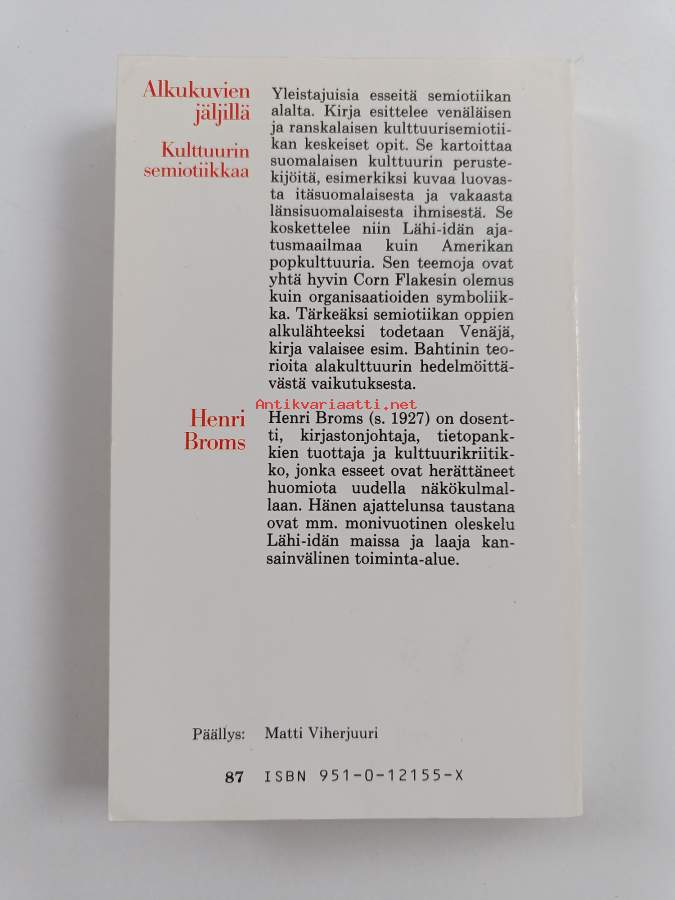 Alkukuvien
jäljillä
Kulttuurin
semiotiikkaa
Yleistajuisia esseitä semiotiikan
alalta. Kirja esittelee venäläisen
ja ranskalaisen kulttuurisemiotii-
kan keskeiset opit. Se kartoittaa
suomalaisen kulttuurin peruste-
kijöitä, esimerkiksi kuvaa luovas-
ta itäsuomalaisesta ja vakaasta
länsisuomalaisesta ihmisestä. Se
koskettelee niin Lähi-idän aja-
tusmaailmaa kuin Amerikan
popkulttuuria. Sen teemoja ovat
yhtä hyvin Corn Flakesin olemus
kuin organisaatioiden symboliik-
ka. Tärkeäksi semiotiikan oppien
alkulähteeksi todetaan Venäjä,
kirja valaisee esim. Bahtinin teo-
rioita alakulttuurin hedelmöittä-
västä vaikutuksesta.
Antikvariaatti.net
Henri
Broms
Henri Broms (s. 1927) on dosent-
ti, kirjastonjohtaja, tietopank-
kien tuottaja ja kulttuurikriitik-
ko, jonka esseet ovat herättäneet
huomiota uudella näkökulmal-
laan. Hänen ajattelunsa taustana
ovat mm. monivuotinen oleskelu
Lähi-idän maissa ja laaja kan-
sainvälinen toiminta-alue.
Päällys: Matti Viherjuuri
87 ISBN 951-0-12155-X